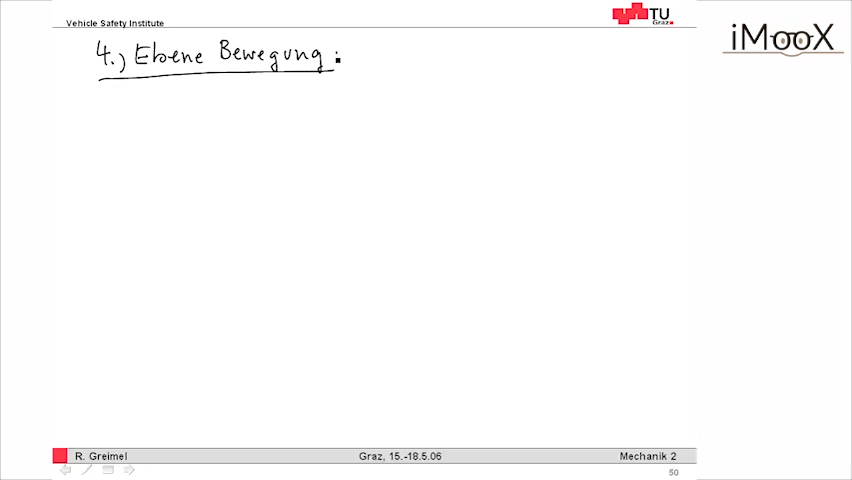 Vehicle Safety Institute
TU
Graz
iMooX
4.) Ebene Bewegung:
R. Greimel
Graz, 15.-18.5.06
Mechanik 2
50